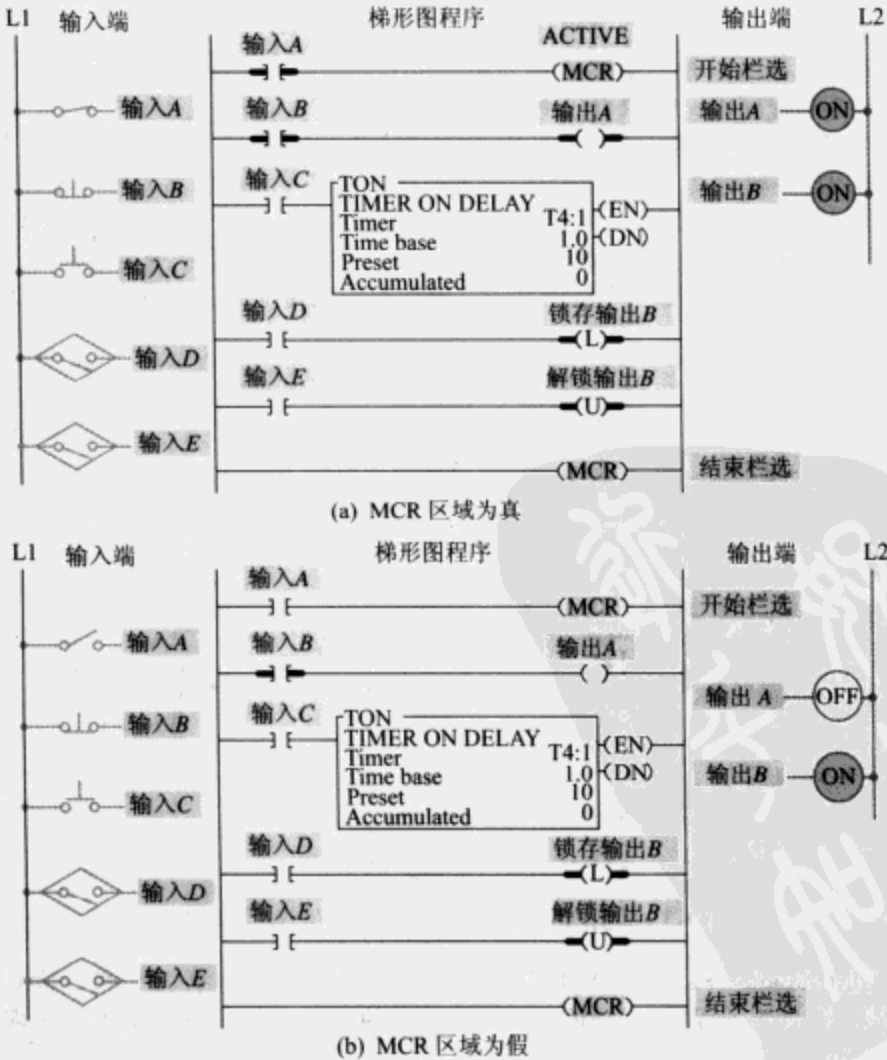 L1 输入端 梯形图程序 输出端 L2
输入A ACTIVE
(MCR) 开始栏选
输入A 输入B 输出A 输出A ON
( )
输入B 输入C 输出B ON
TON
TIMER ON DELAY (EN)
Timer T4:1
Time base 1.0 (DN)
Preset 10
Accumulated 0
输入C
输入D 锁存输出B
(L)
输入D
输入E 解锁输出B
(U)
输入E
(MCR) 结束栏选
(a) MCR 区域为真
L1 输入端 梯形图程序 输出端 L2
输入A
(MCR) 开始栏选
输入A 输入B 输出A
( )
输出A OFF
输入B 输入C
TON
TIMER ON DELAY (EN)
Timer T4:1
Time base 1.0 (DN)
Preset 10
Accumulated 0
输出B ON
输入C
输入D 锁存输出B
(L)
输入D
输入E 解锁输出B
(U)
输入E
(MCR) 结束栏选
(b) MCR 区域为假